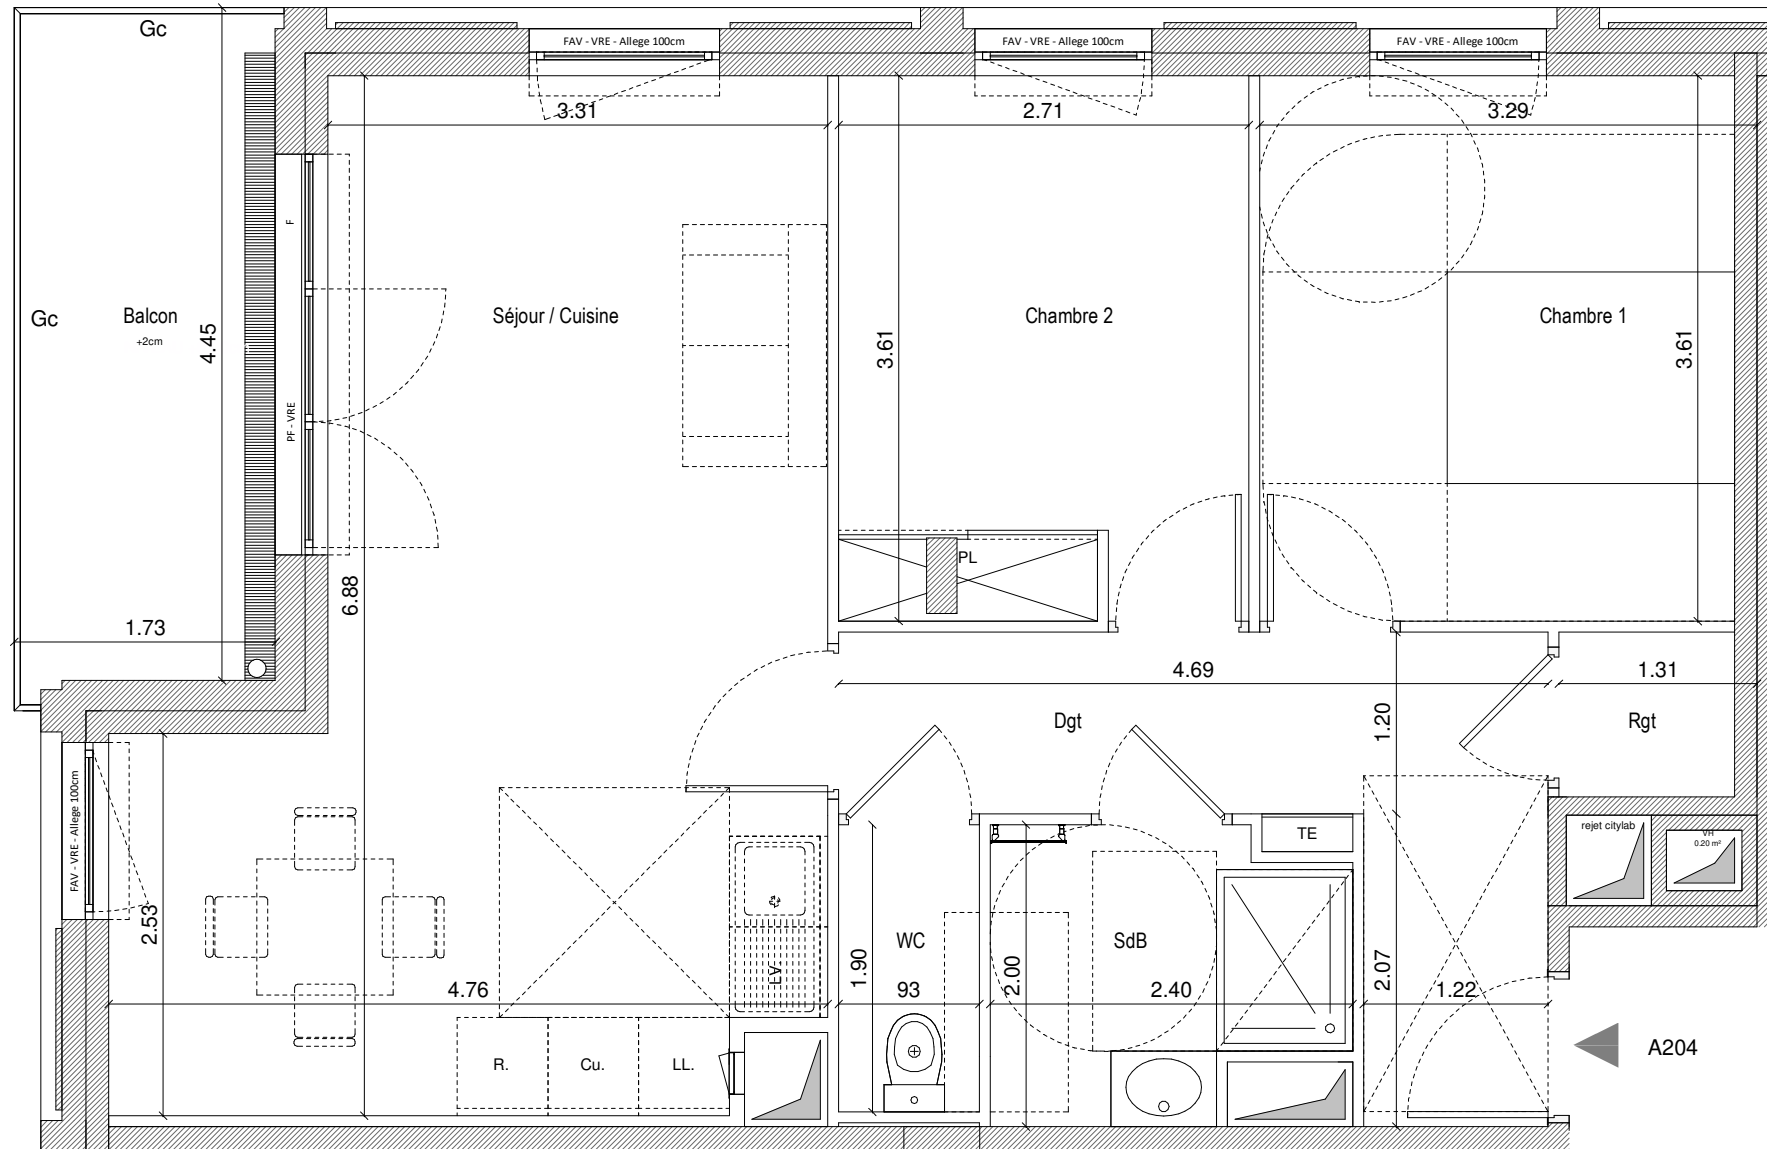 Gc
FAV - VRE - Allege 100cm
FAV - VRE - Allege 100cm
FAV - VRE - Allege 100cm
3.31
2.71
3.29
F
Gc
Balcon
+2cm
4.45
Séjour / Cuisine
Chambre 2
Chambre 1
3.61
3.61
PF - VRE
PL
6.88
1.73
4.69
1.31
Dgt
1.20
Rgt
FAV - VRE - Allege 100cm
TE
rejet citylab
VH
0.20 m²
2.53
LV.
WC
SdB
1.90
2.00
2.07
4.76
93
2.40
1.22
A204
R.
Cu.
LL.